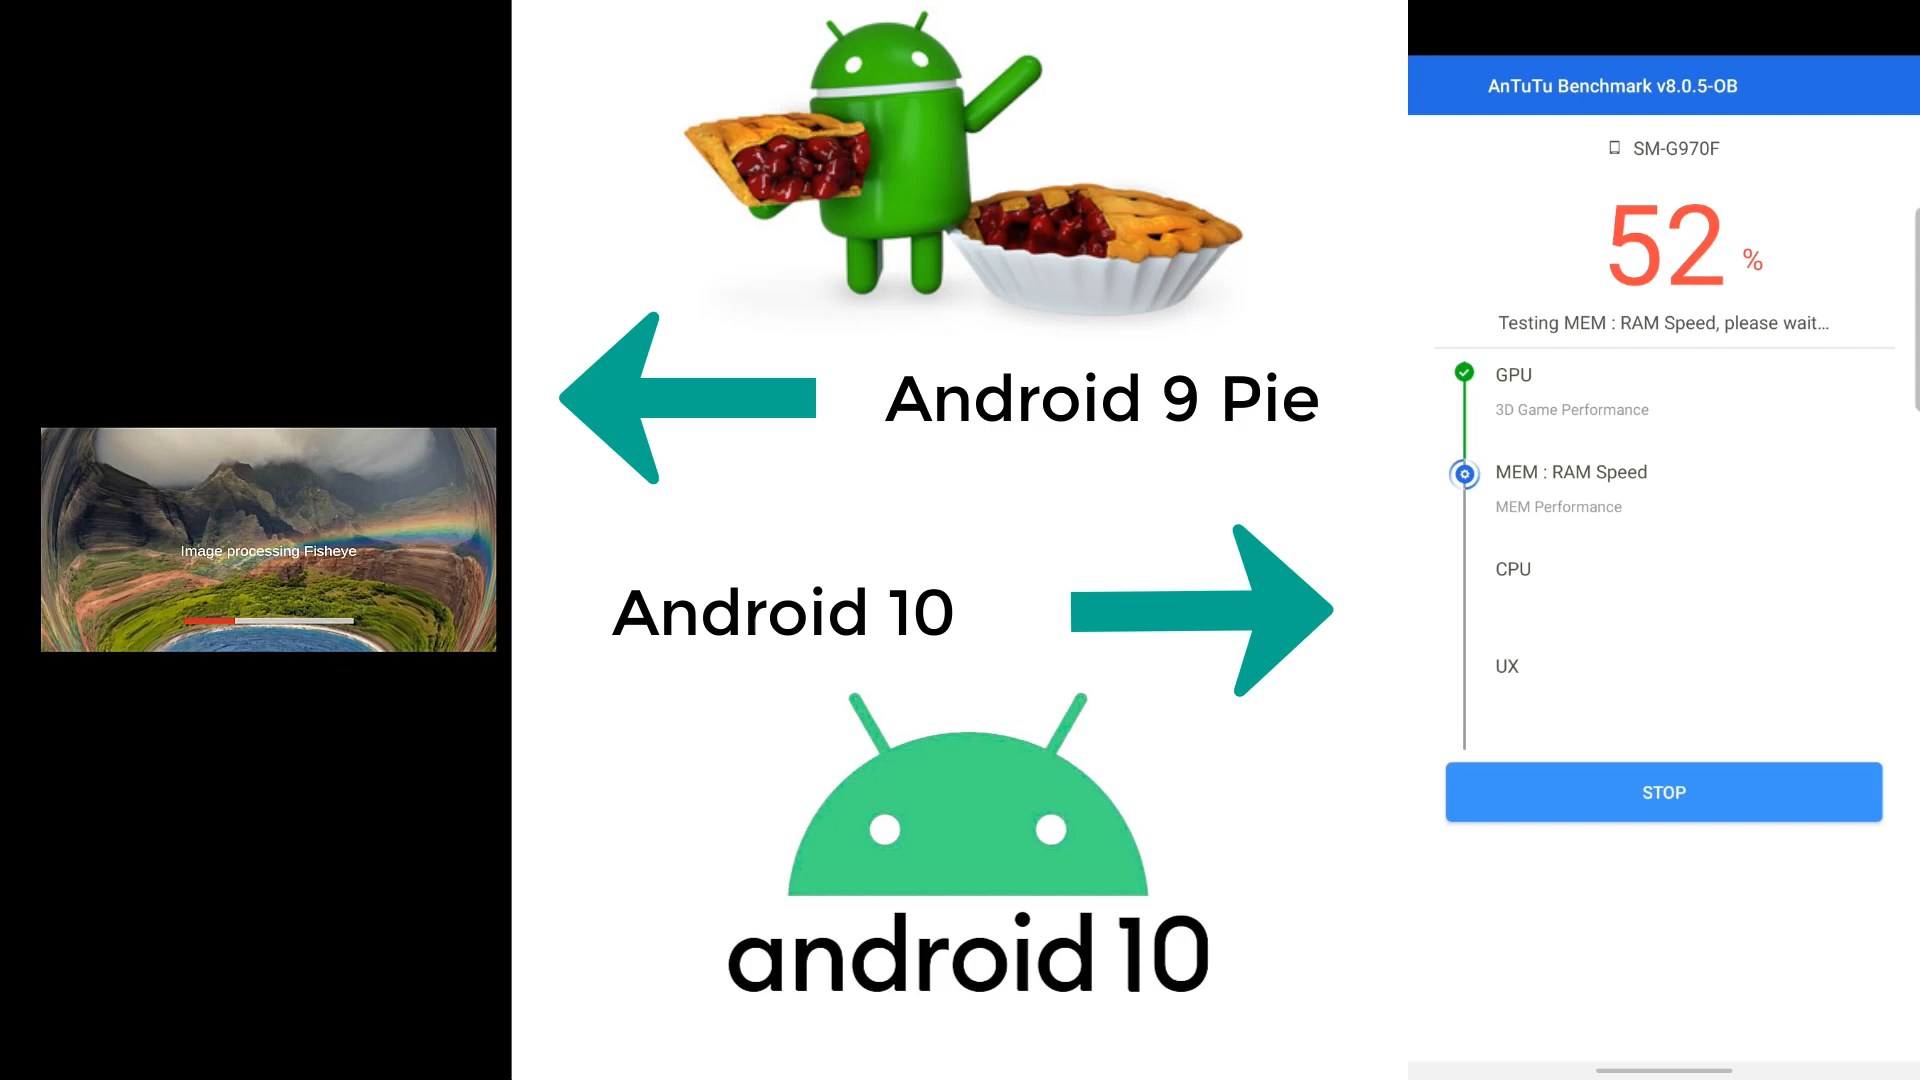 Image processing Fisheye
Android 9 Pie
Android 10
android 10
AnTuTu Benchmark v8.0.5-OB
SM-G970F
52 %
Testing MEM : RAM Speed, please wait...
GPU
3D Game Performance
MEM : RAM Speed
MEM Performance
CPU
UX
STOP